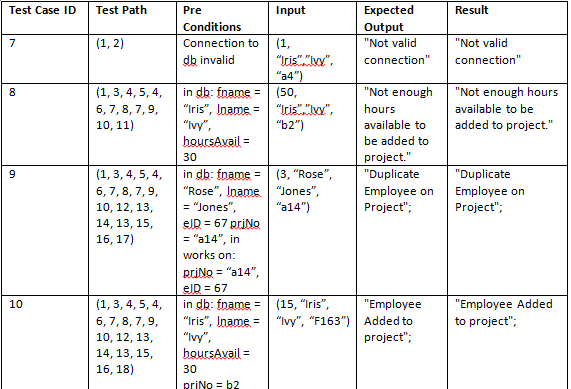 Test Case ID Test Path Pre Conditions Input Expected Output Result
7 (1, 2) Connection to db invalid (1, “Iris”,”Ivy”, “a4”) "Not valid connection" "Not valid connection"
8 (1, 3, 4, 5, 4, 6, 7, 8, 7, 9, 10, 11) in db: fname = “Iris”, lname = “Ivy”, hoursAvail = 30 (50, “Iris”,”Ivy”, “b2”) "Not enough hours available to be added to project." "Not enough hours available to be added to project."
9 (1, 3, 4, 5, 4, 6, 7, 8, 7, 9, 10, 12, 13, 14, 13, 15, 16, 17) in db: fname = “Rose”, lname = “Jones”, eID = 67 prjNo = “a14”, in works on: prjNo = “a14”, eID = 67 (3, “Rose”, “Jones”, “a14”) "Duplicate Employee on Project"; "Duplicate Employee on Project";
10 (1, 3, 4, 5, 4, 6, 7, 8, 7, 9, 10, 12, 13, 14, 13, 15, 16, 18) in db: fname = “Iris”, lname = “Ivy”, hoursAvail = 30 prjNo = b2 (15, “Iris”, “Ivy”, “F163”) "Employee Added to project"; "Employee Added to project";